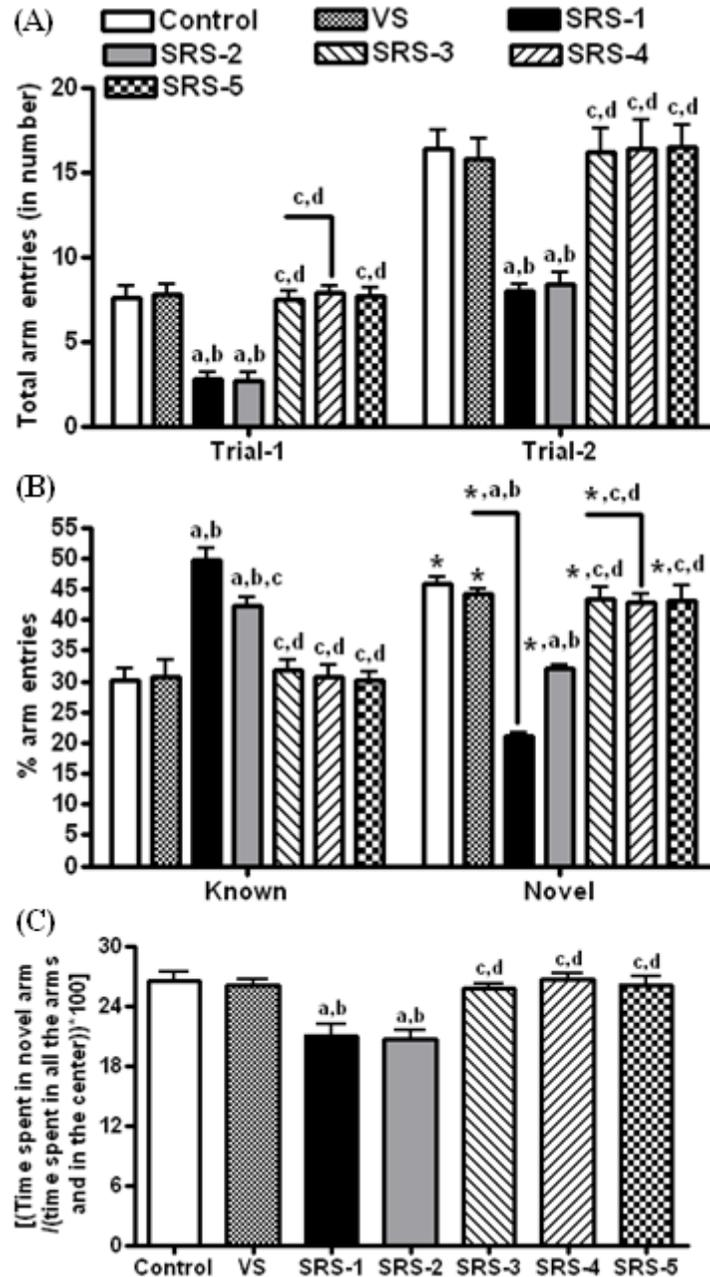 (A)
Control VS SRS-1
SRS-2 SRS-3 SRS-4
SRS-5
Total arm entries (in number)
20
15
10
5
0
a,b a,b c,d c,d c,d c,d
a,b a,b c,d c,d c,d
Trial-1 Trial-2
(B)
% arm entries
55
50
45
40
35
30
25
20
15
10
5
0
a,b a,b,c c,d c,d c,d
* * *,a,b *,a,b *,c,d *,c,d *,c,d
Known Novel
(C)
[(Time spent in novel arm
/(time spent in all the arms
and in the center))*100]
30
24
18
12
6
0
a,b a,b c,d c,d c,d
Control VS SRS-1 SRS-2 SRS-3 SRS-4 SRS-5